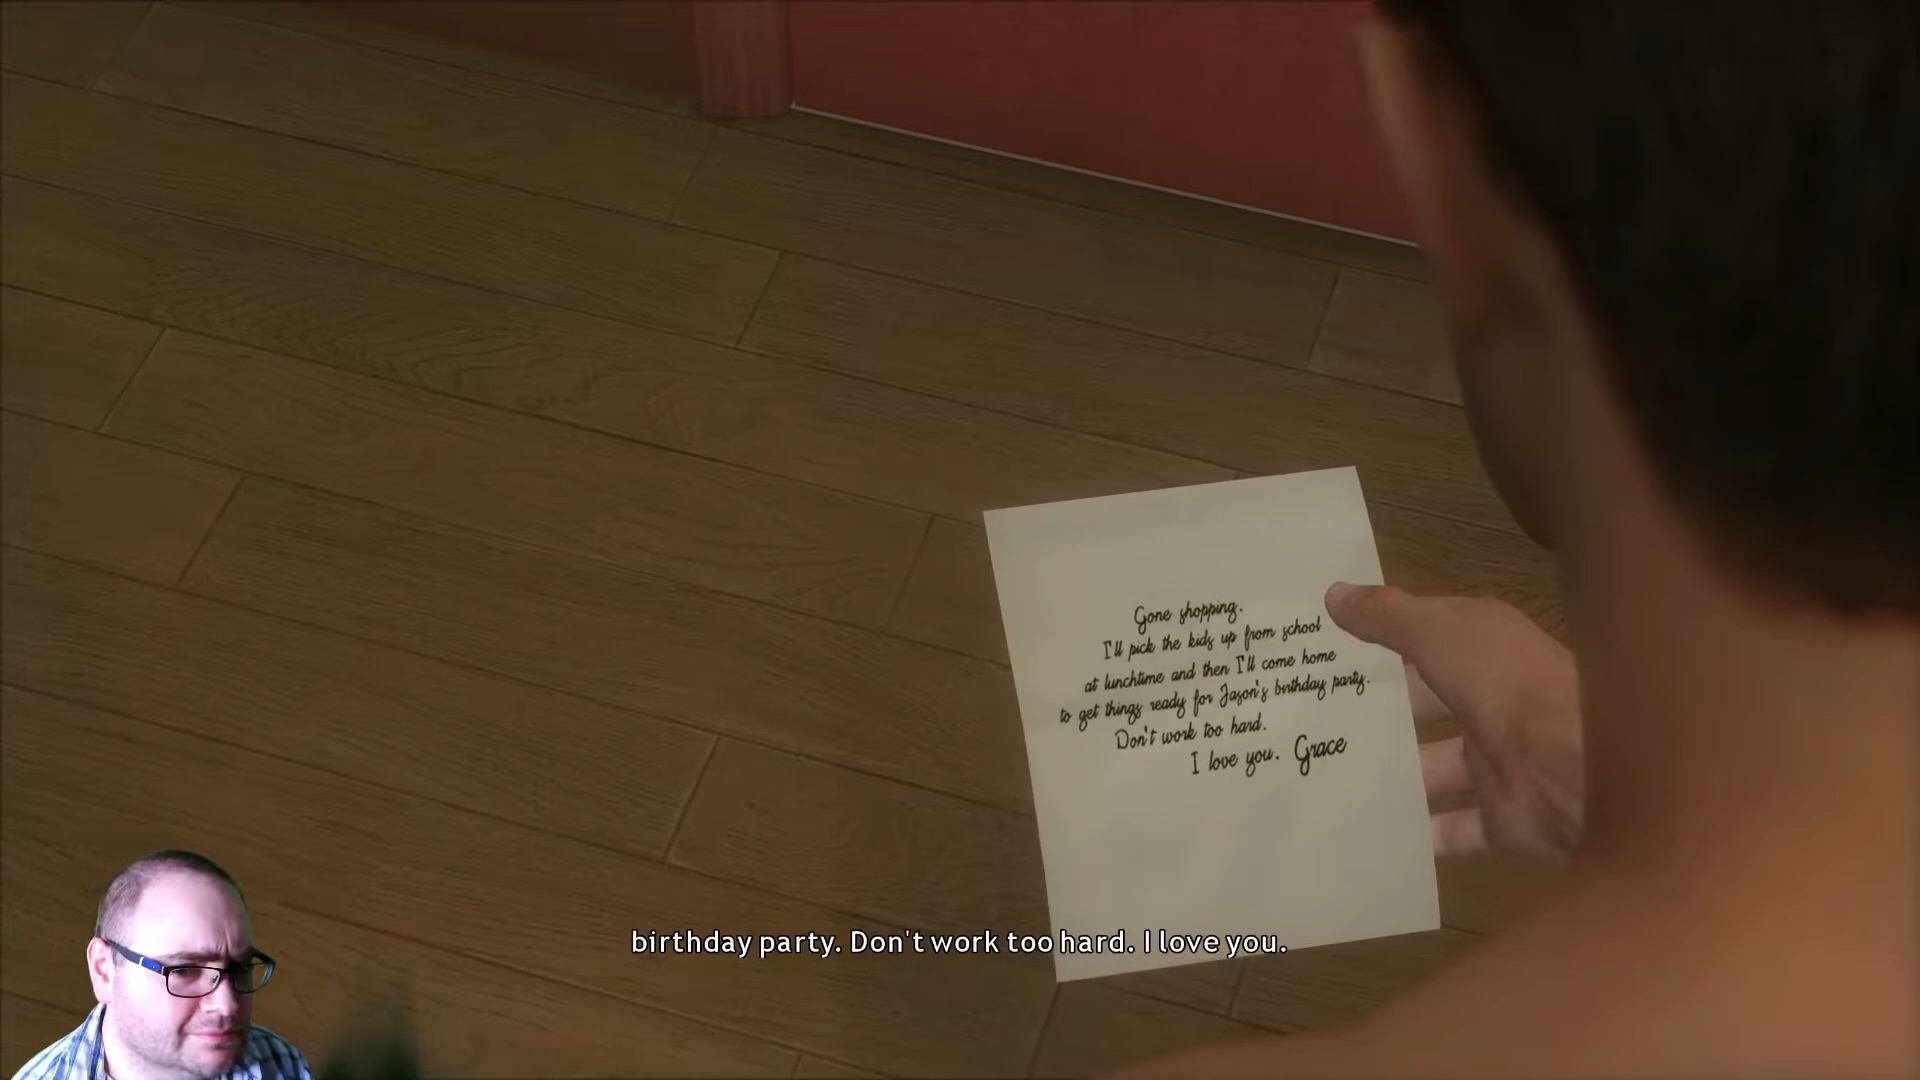 Gone shopping.
I'll pick the kids up from school
at lunchtime and then I'll come home
to get things ready for Jason's birthday party.
Don't work too hard.
I love you. Grace
birthday party. Don't work too hard. I love you.